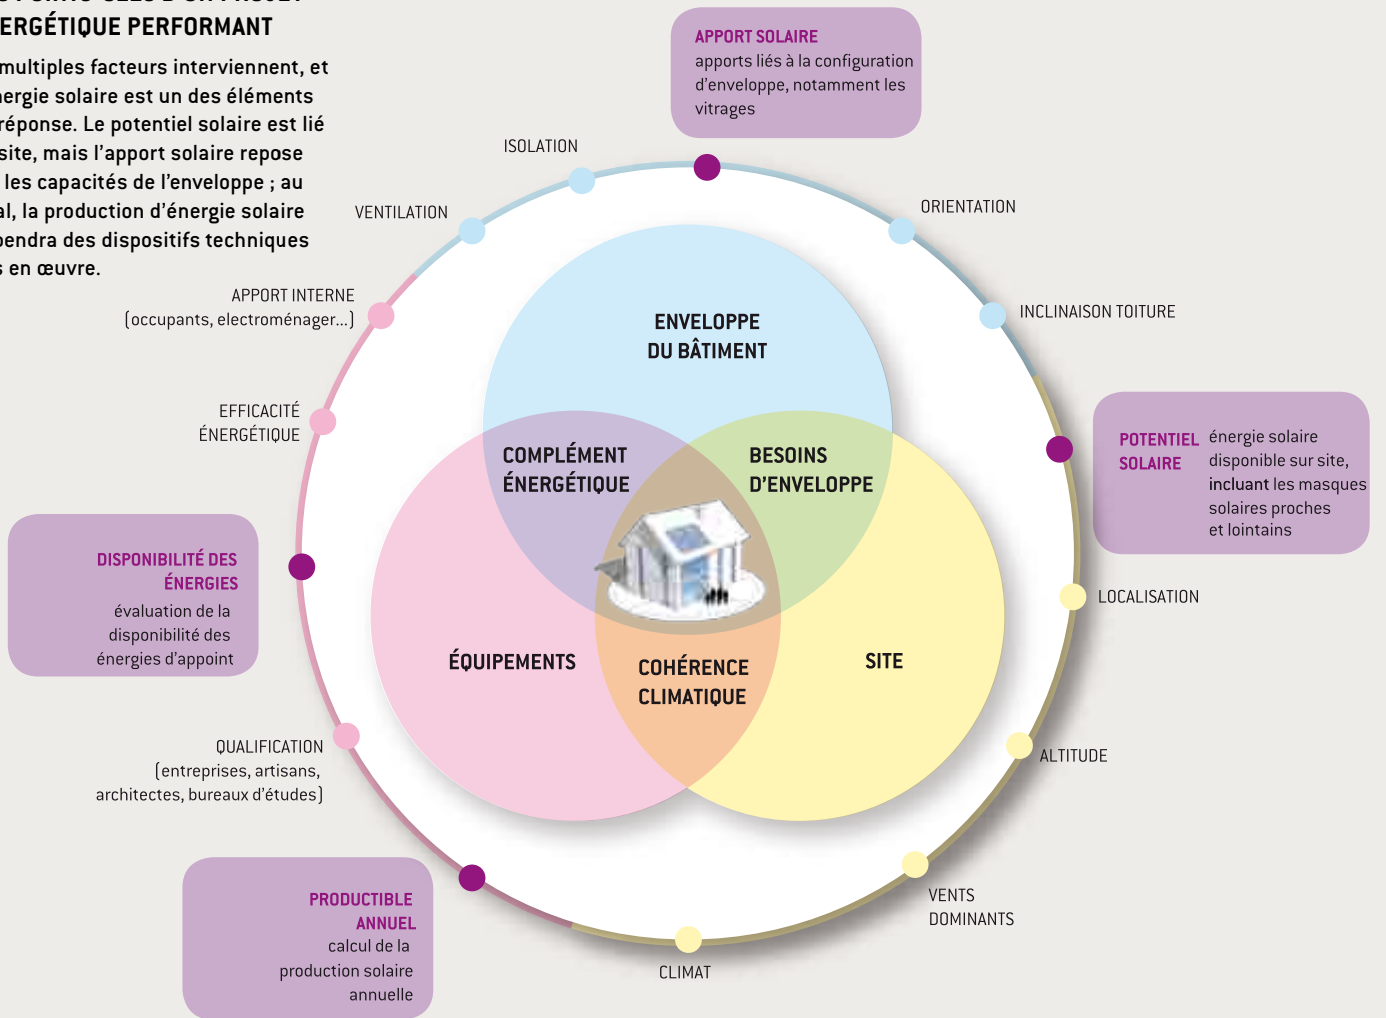 POINTS-CLÉS D'UN PROJET
ERGÉTIQUE PERFORMANT
multiples facteurs interviennent, et
nergie solaire est un des éléments
réponse. Le potentiel solaire est lié
site, mais l'apport solaire repose
les capacités de l'enveloppe ; au
al, la production d'énergie solaire
pendra des dispositifs techniques
s en œuvre.
APPORT SOLAIRE
apports liés à la configuration
d'enveloppe, notamment les
vitrages
ISOLATION
VENTILATION
ORIENTATION
APPORT INTERNE
(occupants, electroménager...)
INCLINAISON TOITURE
ENVELOPPE
DU BÂTIMENT
EFFICACITÉ
ÉNERGÉTIQUE
COMPLÉMENT
ÉNERGÉTIQUE
BESOINS
D'ENVELOPPE
POTENTIEL
SOLAIRE
énergie solaire
disponible sur site,
incluant les masques
solaires proches
et lointains
DISPONIBILITÉ DES
ÉNERGIES
évaluation de la
disponibilité des
énergies d'appoint
LOCALISATION
ÉQUIPEMENTS
COHÉRENCE
CLIMATIQUE
SITE
QUALIFICATION
(entreprises, artisans,
architectes, bureaux d'études)
ALTITUDE
PRODUCTIBLE
ANNUEL
calcul de la
production solaire
annuelle
VENTS
DOMINANTS
CLIMAT